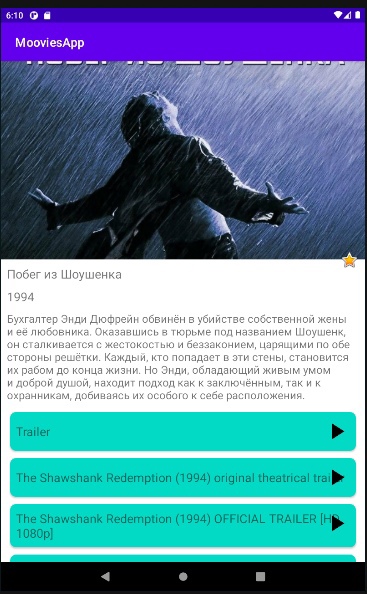 6:10
MooviesApp
ПОБЕГ ИЗ ШОУШЕНКА
Побег из Шоушенка
1994
Бухгалтер Энди Дюфрейн обвинён в убийстве собственной жены
и её любовника. Оказавшись в тюрьме под названием Шоушенк,
он сталкивается с жестокостью и беззаконием, царящими по обе
стороны решётки. Каждый, кто попадает в эти стены, становится
их рабом до конца жизни. Но Энди, обладающий живым умом
и доброй душой, находит подход как к заключённым, так и к
охранникам, добиваясь их особого к себе расположения.
Trailer
The Shawshank Redemption (1994) original theatrical trailer
The Shawshank Redemption (1994) OFFICIAL TRAILER [HD
1080p]